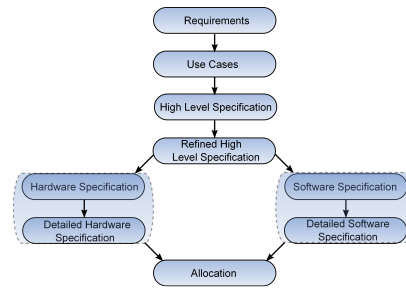 Requirements
Use Cases
High Level Specification
Refined High
Level Specification
Hardware Specification
Software Specification
Detailed Hardware
Specification
Detailed Software
Specification
Allocation